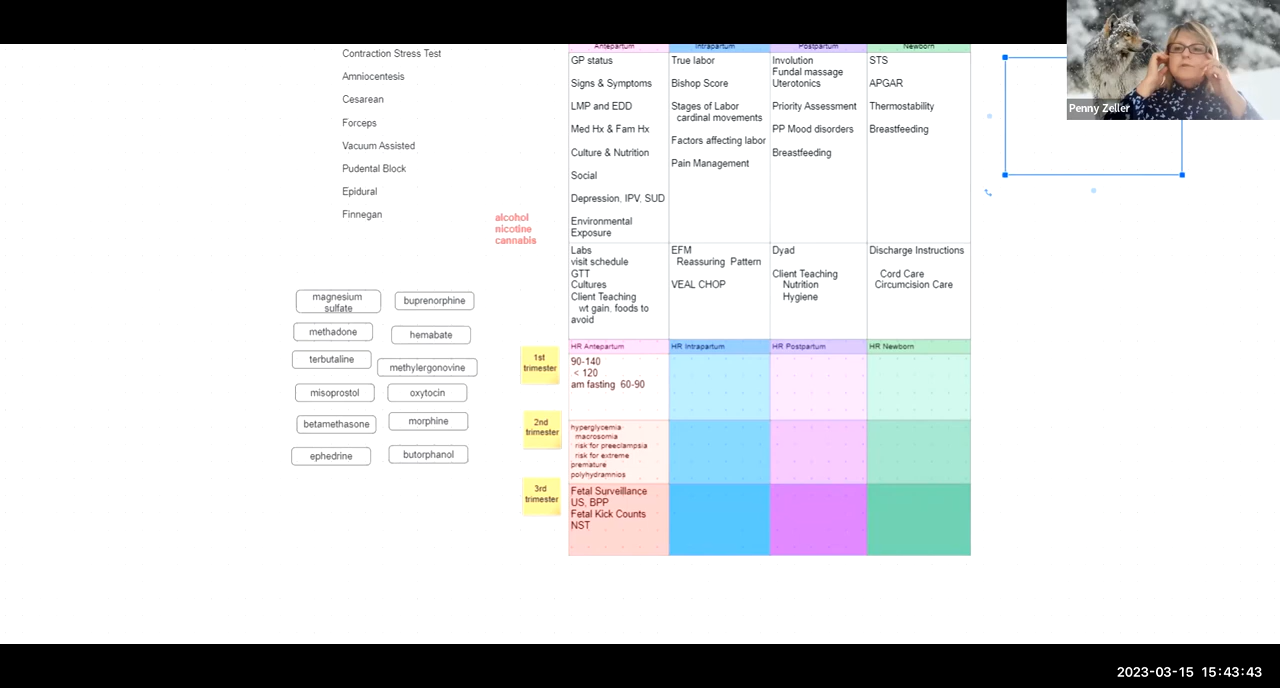 Contraction Stress Test
Amniocentesis
Cesarean
Forceps
Vacuum Assisted
Pudental Block
Epidural
Finnegan
alcohol
nicotine
cannabis
magnesium
sulfate
buprenorphine
methadone
hemabate
terbutaline
methylergonovine
misoprostol
oxytocin
betamethasone
morphine
ephedrine
butorphanol
1st
trimester
2nd
trimester
3rd
trimester
Antepartum
GP status
Signs & Symptoms
LMP and EDD
Med Hx & Fam Hx
Culture & Nutrition
Social
Depression, IPV, SUD
Environmental
Exposure
Labs
visit schedule
GTT
Cultures
Client Teaching
wt gain, foods to
avoid
Intrapartum
True labor
Bishop Score
Stages of Labor
cardinal movements
Factors affecting labor
Pain Management
EFM
Reassuring Pattern
VEAL CHOP
Postpartum
Involution
Fundal massage
Uterotonics
Priority Assessment
PP Mood disorders
Breastfeeding
Dyad
Client Teaching
Nutrition
Hygiene
Newborn
STS
APGAR
Thermostability
Breastfeeding
Discharge Instructions
Cord Care
Circumcision Care
HR Antepartum
90-140
< 120
am fasting 60-90
hyperglycemia
macrosomia
risk for preeclampsia
risk for extreme
premature
polyhydramnios
Fetal Surveillance
US, BPP
Fetal Kick Counts
NST
HR Intrapartum
HR Postpartum
HR Newborn
Penny Zeller
2023-03-15 15:43:43